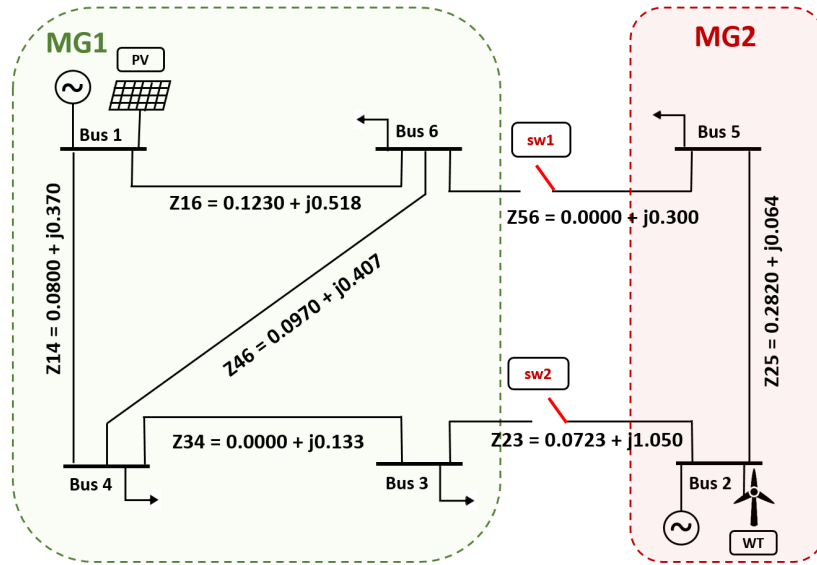 MG1
MG2
PV
Bus 1
Bus 6
Bus 5
sw1
Z16 = 0.1230 + j0.518
Z56 = 0.0000 + j0.300
Z14 = 0.0800 + j0.370
Z46 = 0.0970 + j0.407
Z25 = 0.2820 + j0.064
sw2
Z34 = 0.0000 + j0.133
Z23 = 0.0723 + j1.050
Bus 4
Bus 3
Bus 2
WT